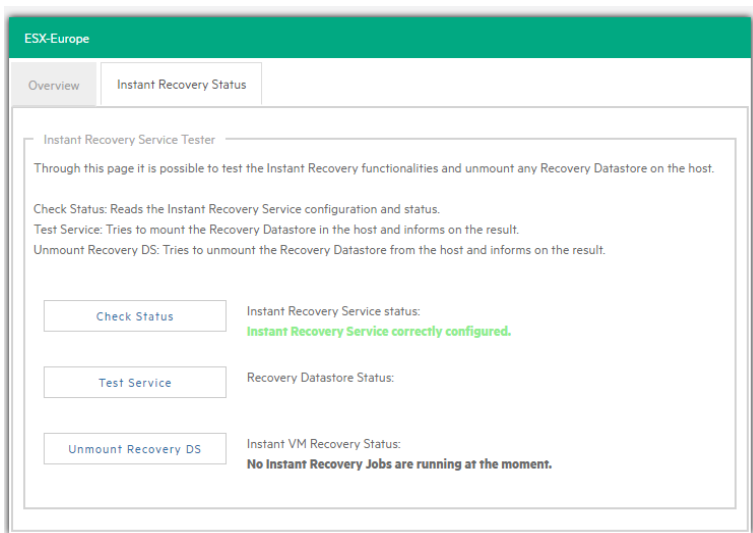 ESX-Europe
Overview
Instant Recovery Status
Instant Recovery Service Tester
Through this page it is possible to test the Instant Recovery functionalities and unmount any Recovery Datastore on the host.
Check Status: Reads the Instant Recovery Service configuration and status.
Test Service: Tries to mount the Recovery Datastore in the host and informs on the result.
Unmount Recovery DS: Tries to unmount the Recovery Datastore from the host and informs on the result.
Check Status
Instant Recovery Service status:
Instant Recovery Service correctly configured.
Test Service
Recovery Datastore Status:
Unmount Recovery DS
Instant VM Recovery Status:
No Instant Recovery Jobs are running at the moment.